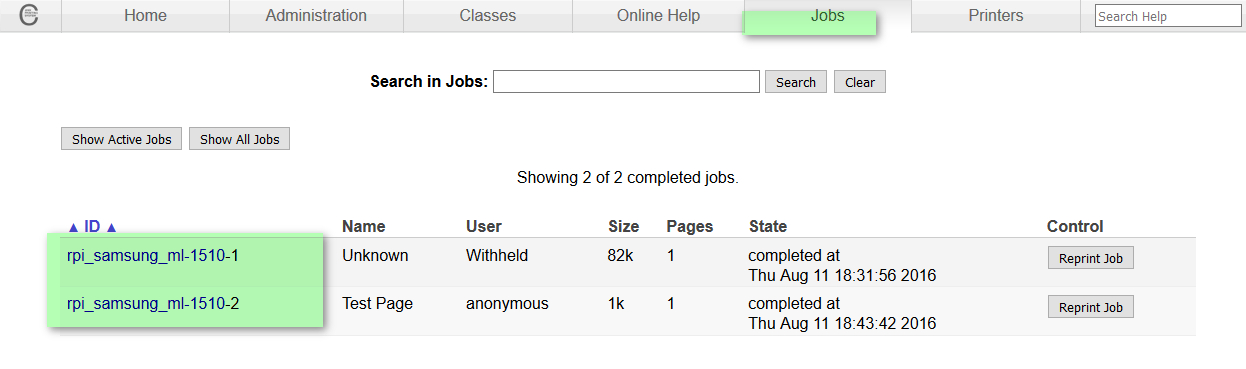 Home Administration Classes Online Help Jobs Printers Search Help
Search in Jobs: Search Clear
Show Active Jobs Show All Jobs
Showing 2 of 2 completed jobs.
▲ ID ▲ Name User Size Pages State Control
rpi_samsung_ml-1510-1 Unknown Withheld 82k 1 completed at Reprint Job
Thu Aug 11 18:31:56 2016
rpi_samsung_ml-1510-2 Test Page anonymous 1k 1 completed at Reprint Job
Thu Aug 11 18:43:42 2016